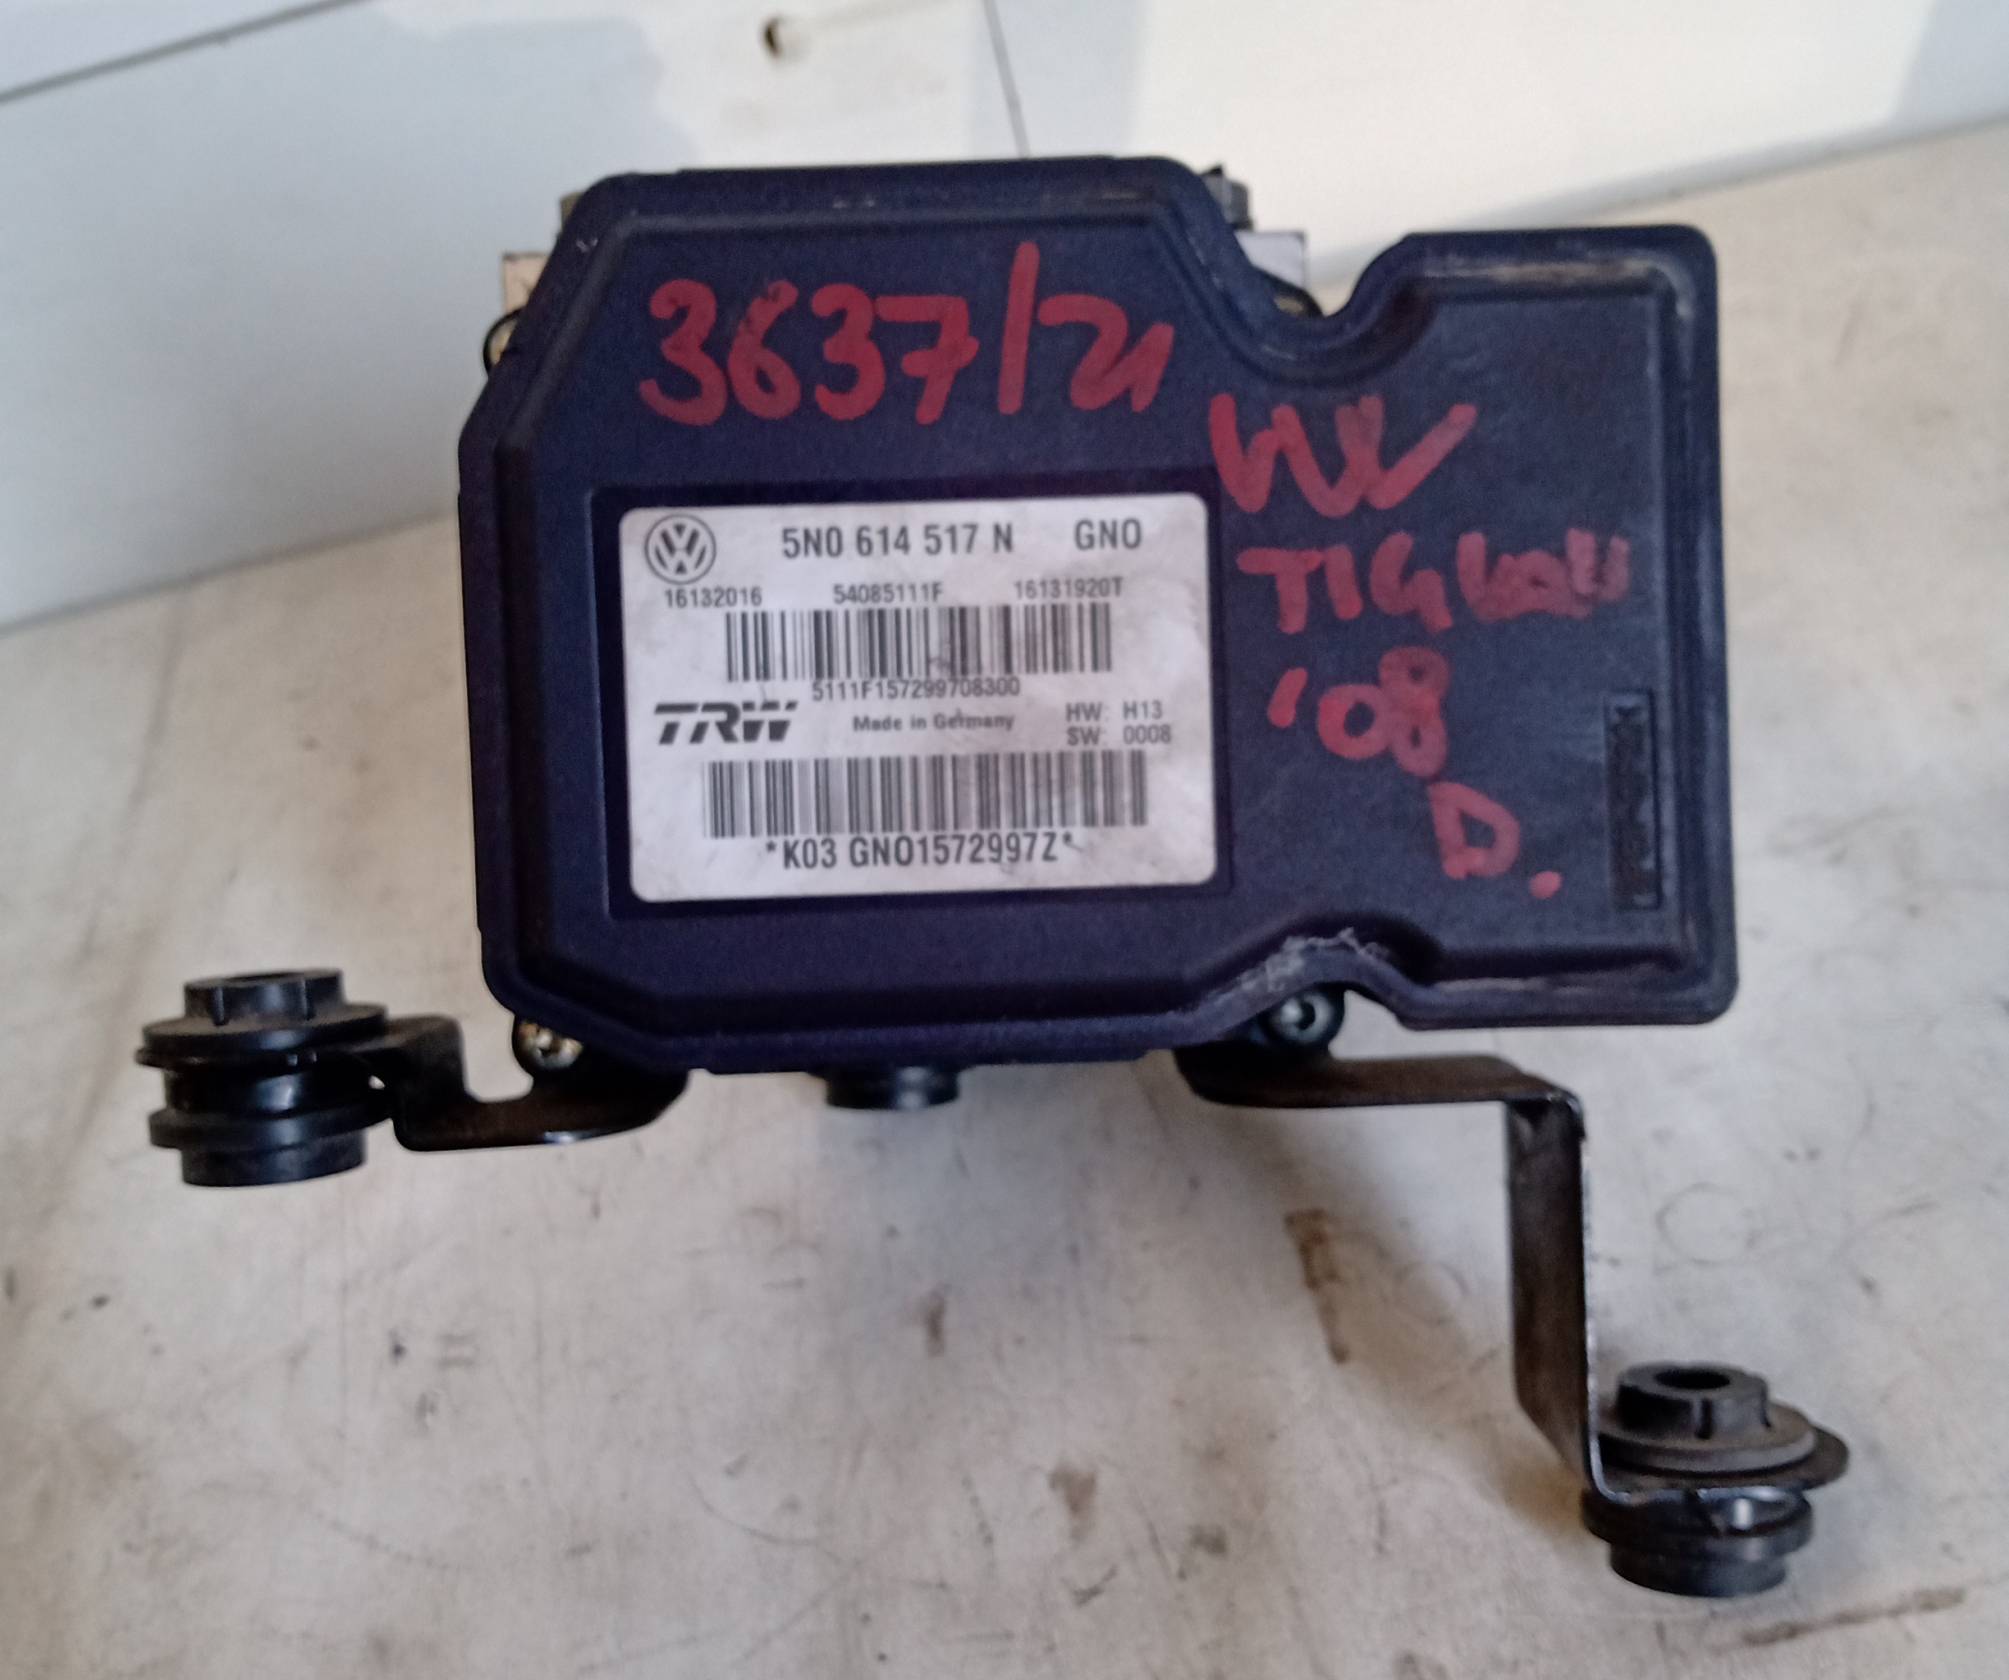 3637/21
VW
TIGUAN
'08
D.
5N0 614 517 N GNO
16132016 54085111F 16131920T
5111F157299708300
TRW Made in Germany HW: H13
SW: 0008
*K03 GNO1572997Z*